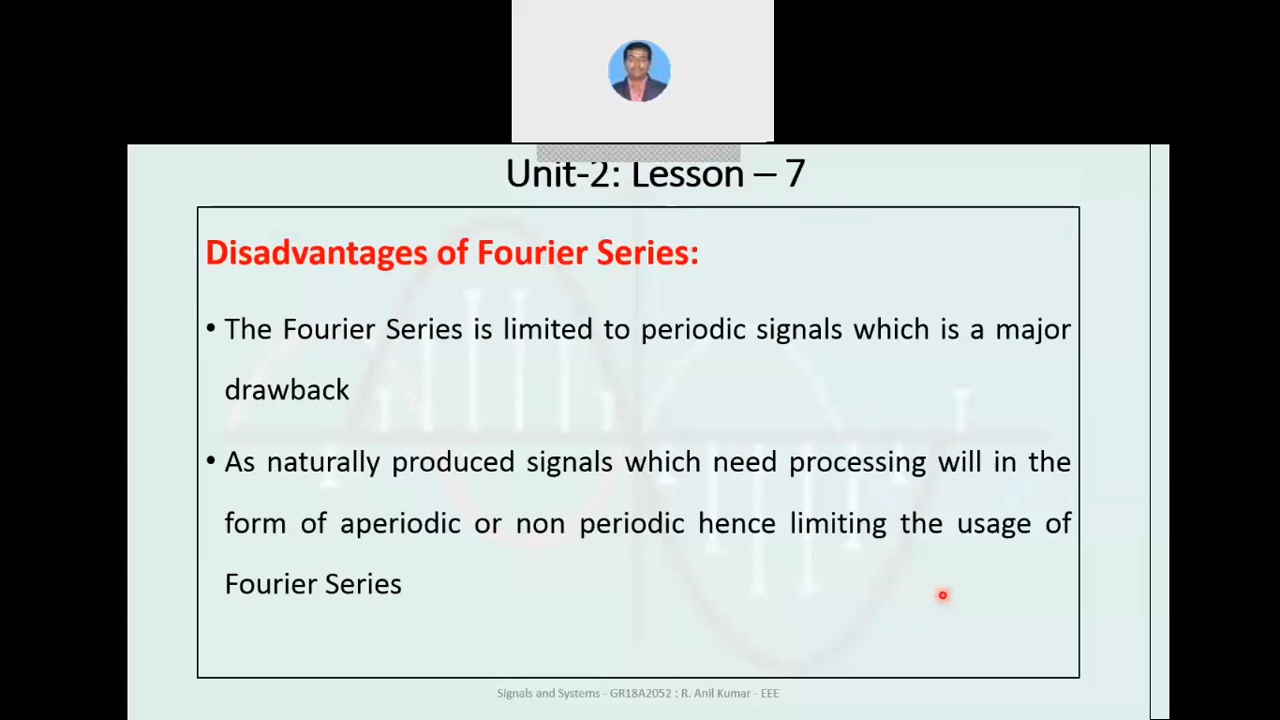 Unit-2: Lesson – 7
Disadvantages of Fourier Series:
• The Fourier Series is limited to periodic signals which is a major
drawback
• As naturally produced signals which need processing will in the
form of aperiodic or non periodic hence limiting the usage of
Fourier Series
Signals and Systems - GR18A2052 : R. Anil Kumar - EEE